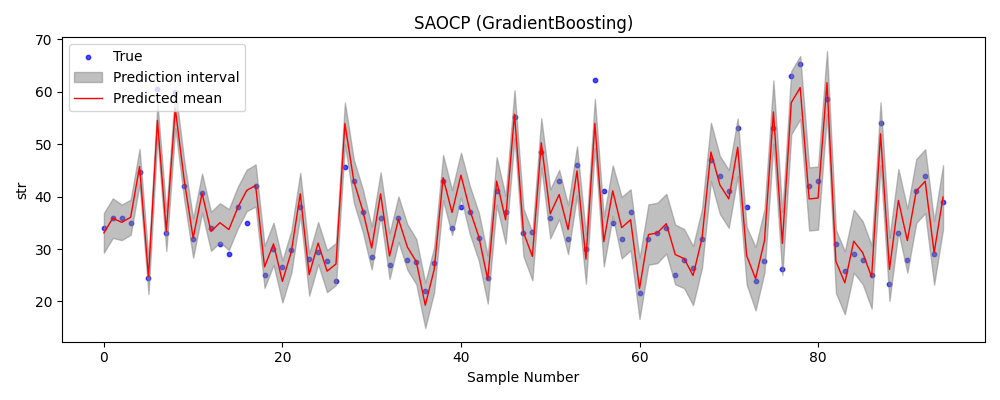 SAOCP (GradientBoosting)
True
Prediction interval
Predicted mean
str
70
60
50
40
30
20
0 20 40 60 80
Sample Number